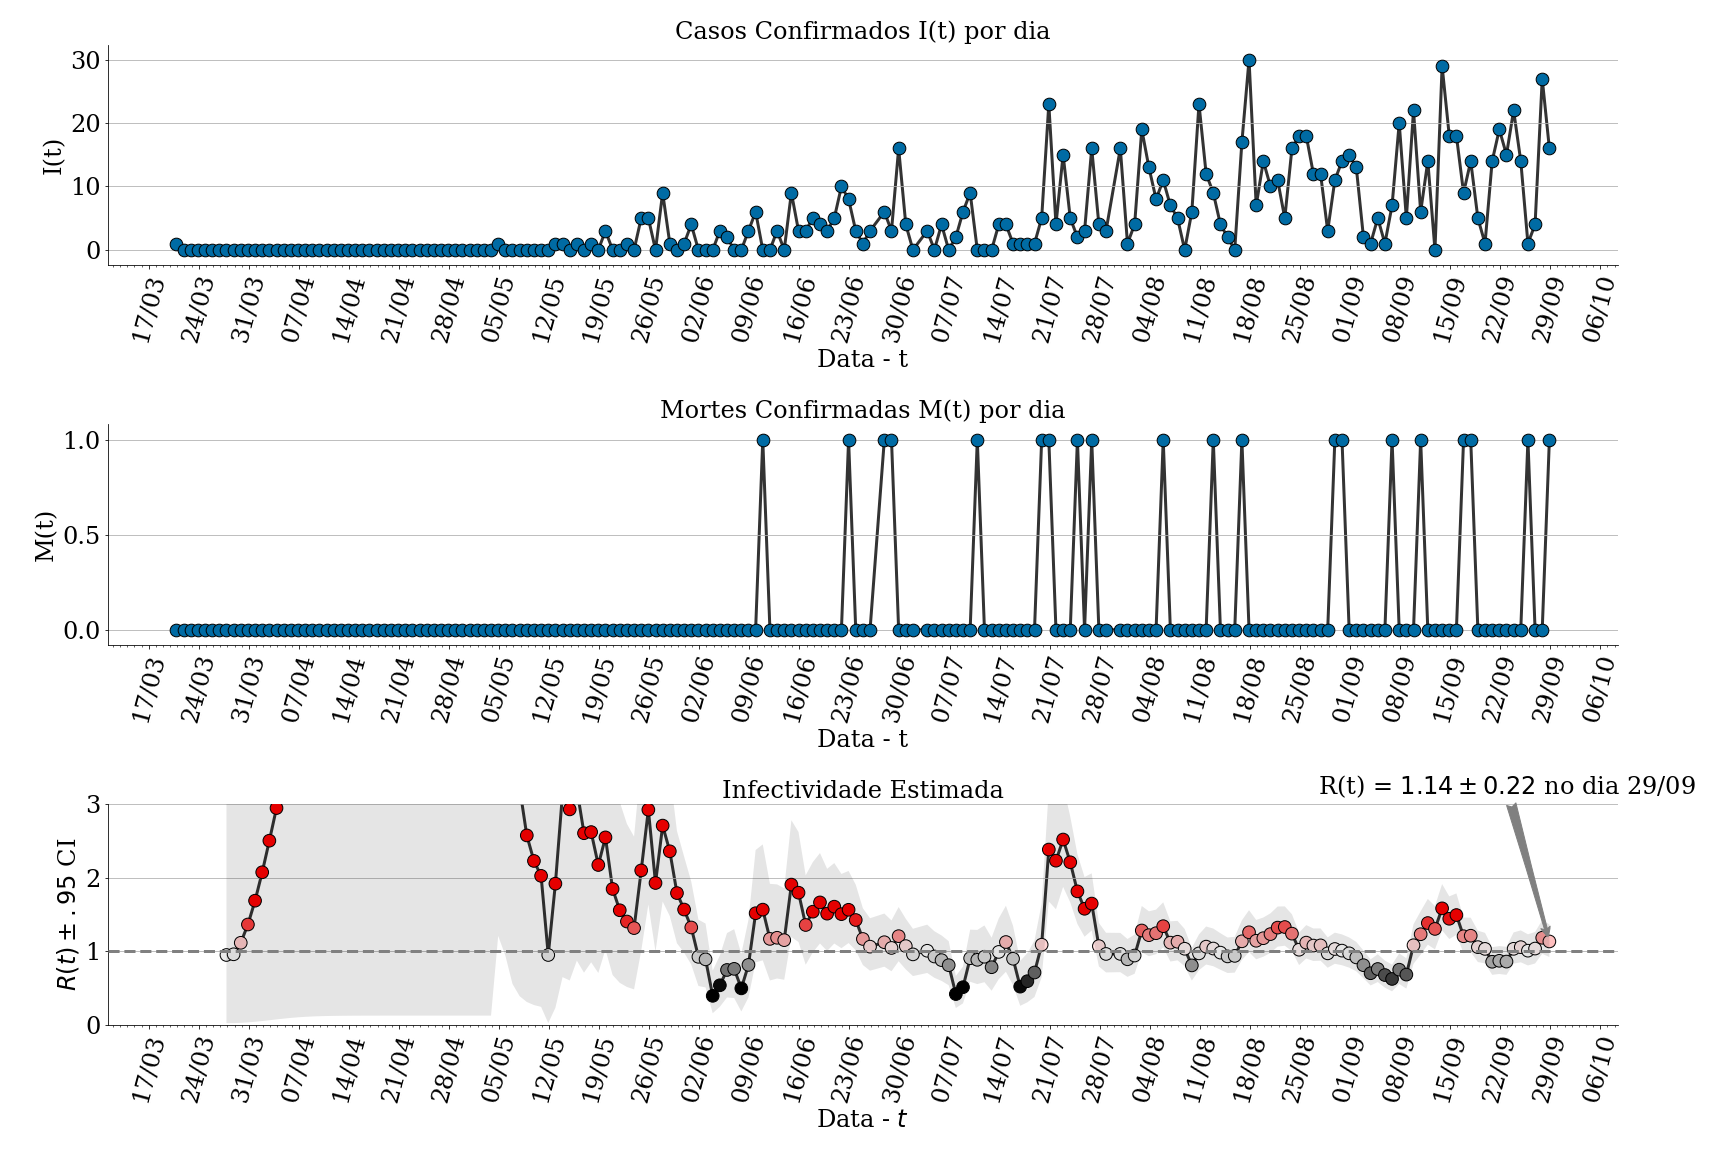 Casos Confirmados I(t) por dia
I(t)
30
20
10
0
17/03 24/03 31/03 07/04 14/04 21/04 28/04 05/05 12/05 19/05 26/05 02/06 09/06 16/06 23/06 30/06 07/07 14/07 21/07 28/07 04/08 11/08 18/08 25/08 01/09 08/09 15/09 22/09 29/09 06/10
Data - t
Mortes Confirmadas M(t) por dia
M(t)
1.0
0.5
0.0
17/03 24/03 31/03 07/04 14/04 21/04 28/04 05/05 12/05 19/05 26/05 02/06 09/06 16/06 23/06 30/06 07/07 14/07 21/07 28/07 04/08 11/08 18/08 25/08 01/09 08/09 15/09 22/09 29/09 06/10
Data - t
Infectividade Estimada
R(t) = 1.14 ± 0.22 no dia 29/09
R(t) ± .95 CI
3
2
1
0
17/03 24/03 31/03 07/04 14/04 21/04 28/04 05/05 12/05 19/05 26/05 02/06 09/06 16/06 23/06 30/06 07/07 14/07 21/07 28/07 04/08 11/08 18/08 25/08 01/09 08/09 15/09 22/09 29/09 06/10
Data - t